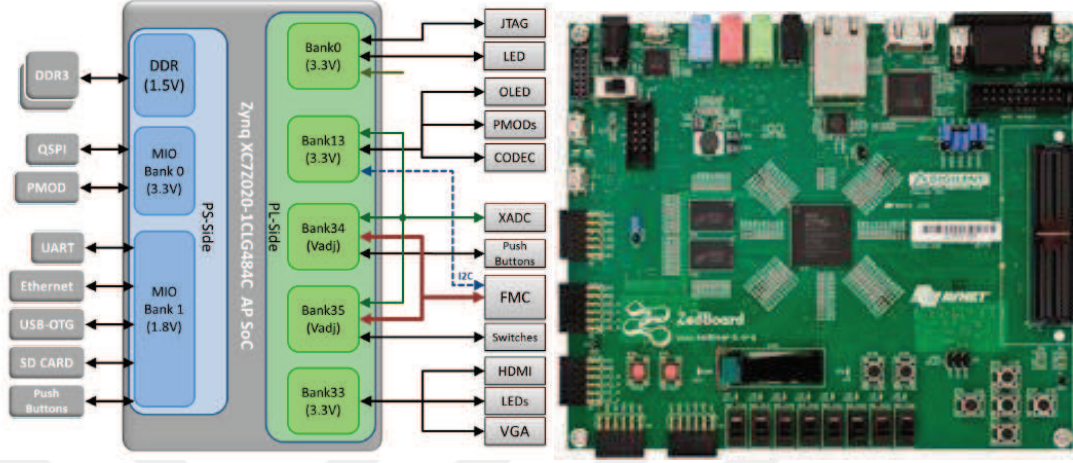 DDR3
QSPI
PMOD
UART
Ethernet
USB-OTG
SD CARD
Push
Buttons
DDR
(1.5V)
MIO
Bank 0
(3.3V)
MIO
Bank 1
(1.8V)
PS-Side
Zynq XC7Z020-1CLG484C AP SoC
PL-Side
Bank0
(3.3V)
Bank13
(3.3V)
Bank34
(Vadj)
Bank35
(Vadj)
Bank33
(3.3V)
I2C
JTAG
LED
OLED
PMODs
CODEC
XADC
Push
Buttons
FMC
Switches
HDMI
LEDs
VGA
DIGILENT
AVNET
ZedBoard